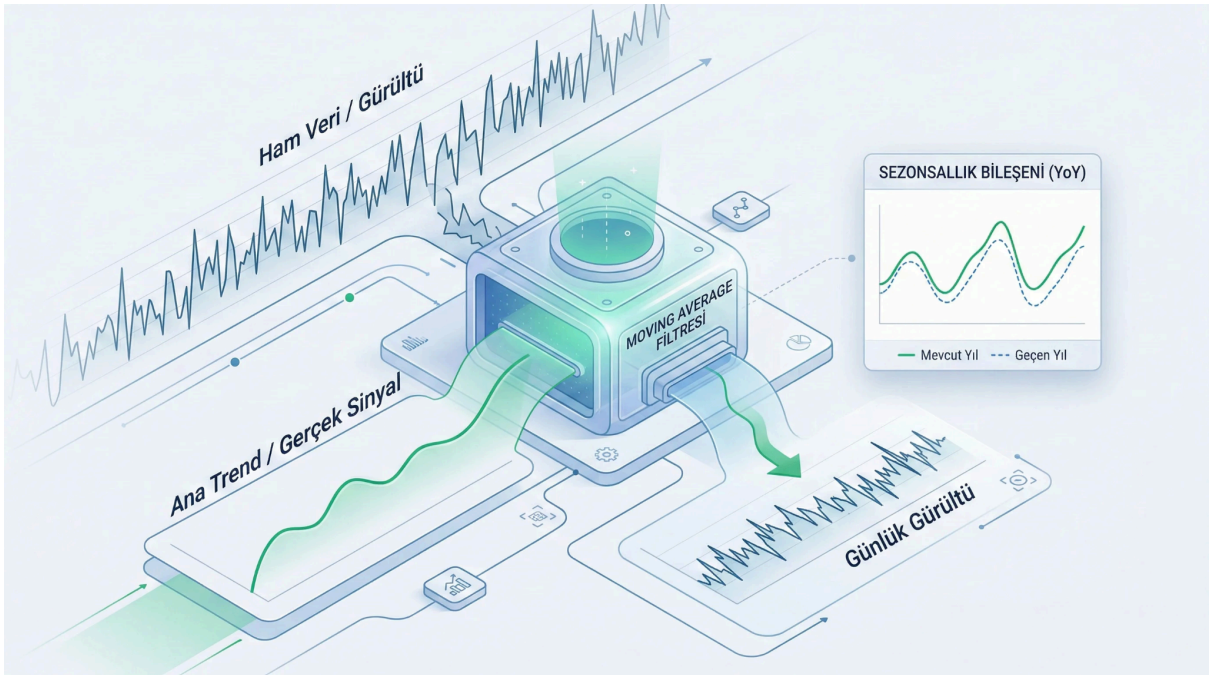 Ham Veri / Gürültü
SEZONSALLIK BİLEŞENİ (YoY)
MOVING AVERAGE
FİLTRESİ
Mevcut Yıl
Geçen Yıl
Ana Trend / Gerçek Sinyal
Günlük Gürültü